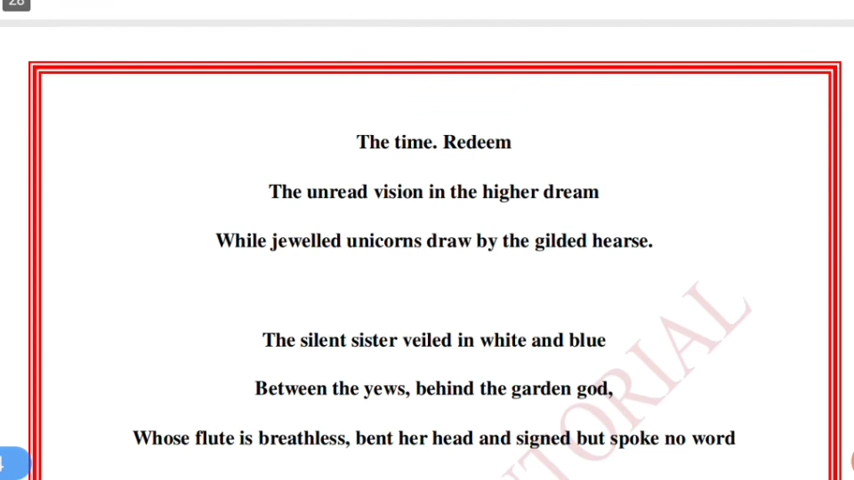 28
The time. Redeem
The unread vision in the higher dream
While jewelled unicorns draw by the gilded hearse.
The silent sister veiled in white and blue
Between the yews, behind the garden god,
Whose flute is breathless, bent her head and signed but spoke no word
TORIAL